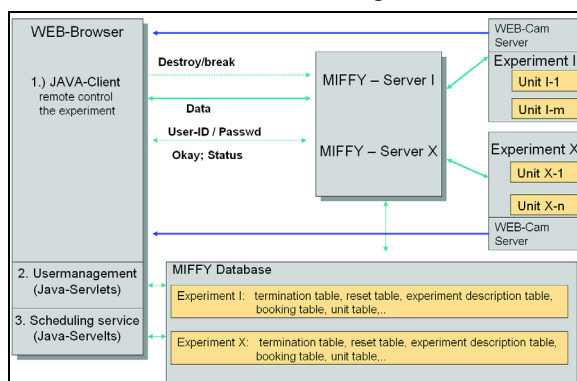 WEB-Browser
1.) JAVA-Client
remote control
the experiment
Destroy/break
Data
User-ID / Passwd
Okay; Status
MIFFY – Server I
MIFFY – Server X
WEB-Cam
Server
Experiment I
Unit I-1
Unit I-m
Experiment X
Unit X-1
Unit X-n
WEB-Cam
Server
2. Usermanagement
(Java-Servlets)
3. Scheduling service
(Java-Servelts)
MIFFY Database
Experiment I: termination table, reset table, experiment description table,
booking table, unit table,..
Experiment X: termination table, reset table, experiment description table,
booking table, unit table,..